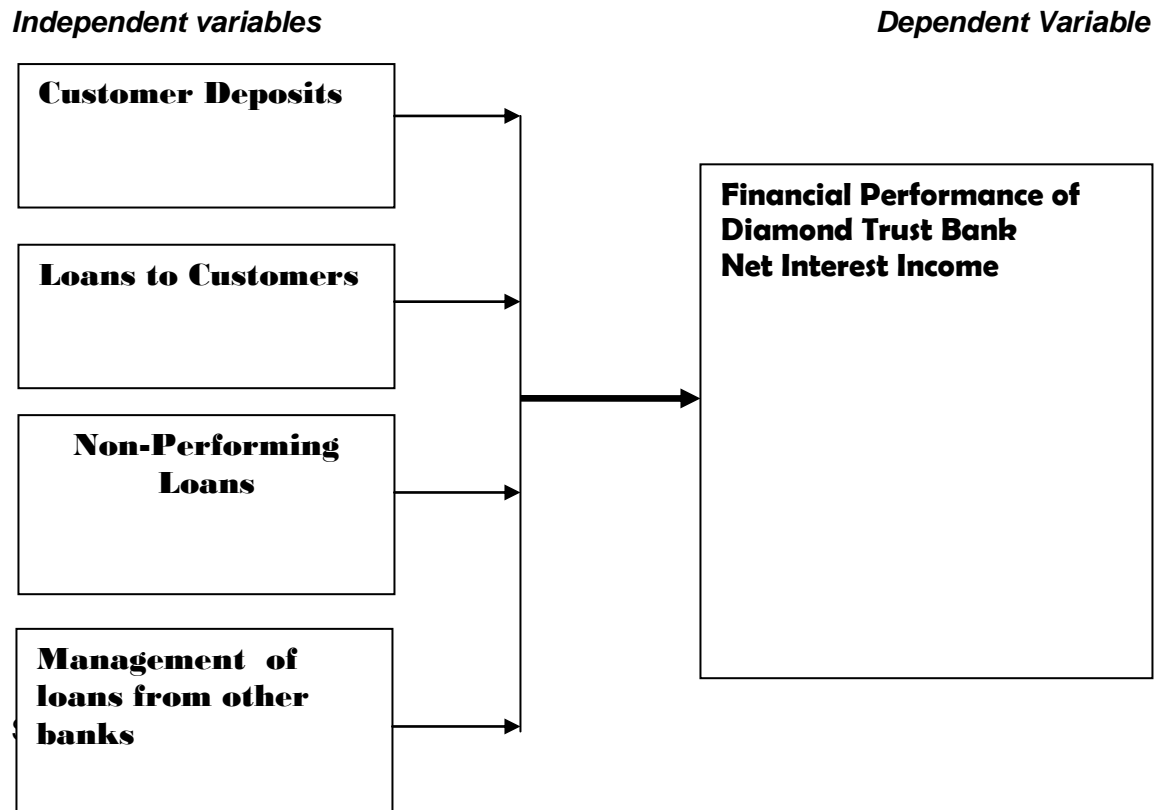 Independent variables
Dependent Variable
Customer Deposits
Loans to Customers
Non-Performing
Loans
Management of
loans from other
banks
Financial Performance of
Diamond Trust Bank
Net Interest Income